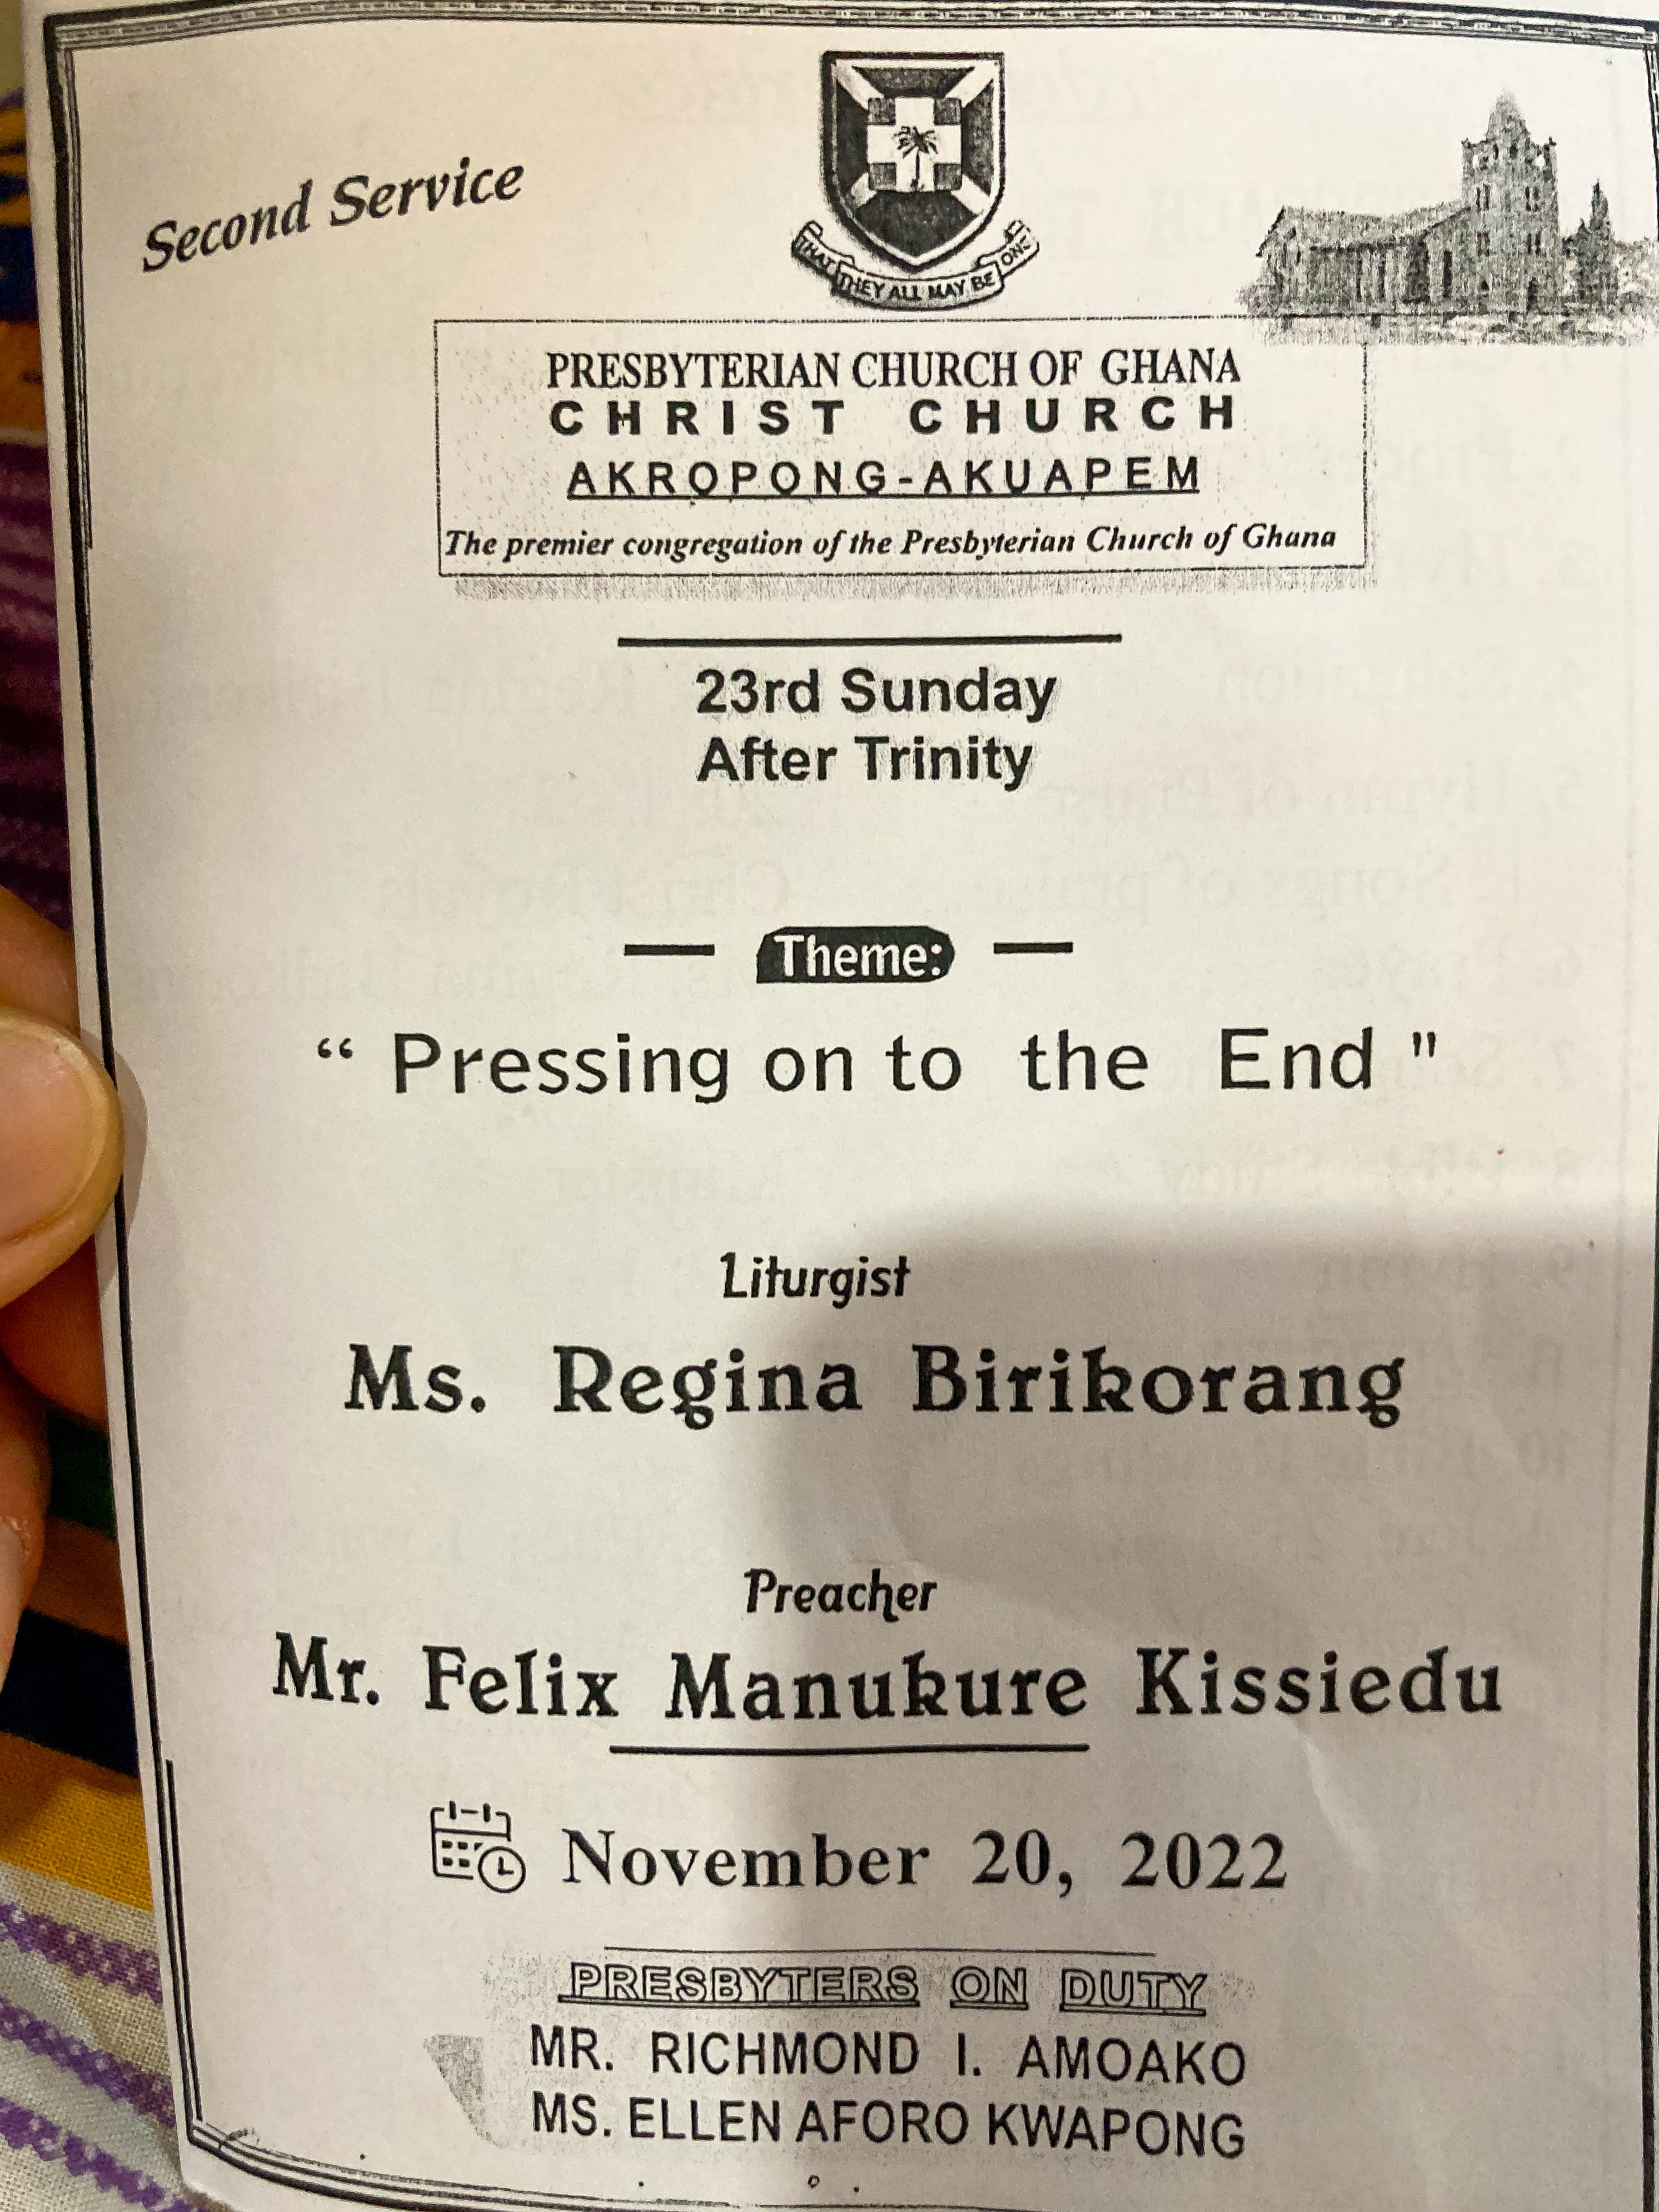 Second Service
THAT THEY ALL MAY BE ONE
PRESBYTERIAN CHURCH OF GHANA
CHRIST CHURCH
AKROPONG-AKUAPEM
The premier congregation of the Presbyterian Church of Ghana
23rd Sunday
After Trinity
Theme:
“ Pressing on to the End "
Liturgist
Ms. Regina Birikorang
Preacher
Mr. Felix Manukure Kissiedu
November 20, 2022
PRESBYTERS ON DUTY
MR. RICHMOND I. AMOAKO
MS. ELLEN AFORO KWAPONG